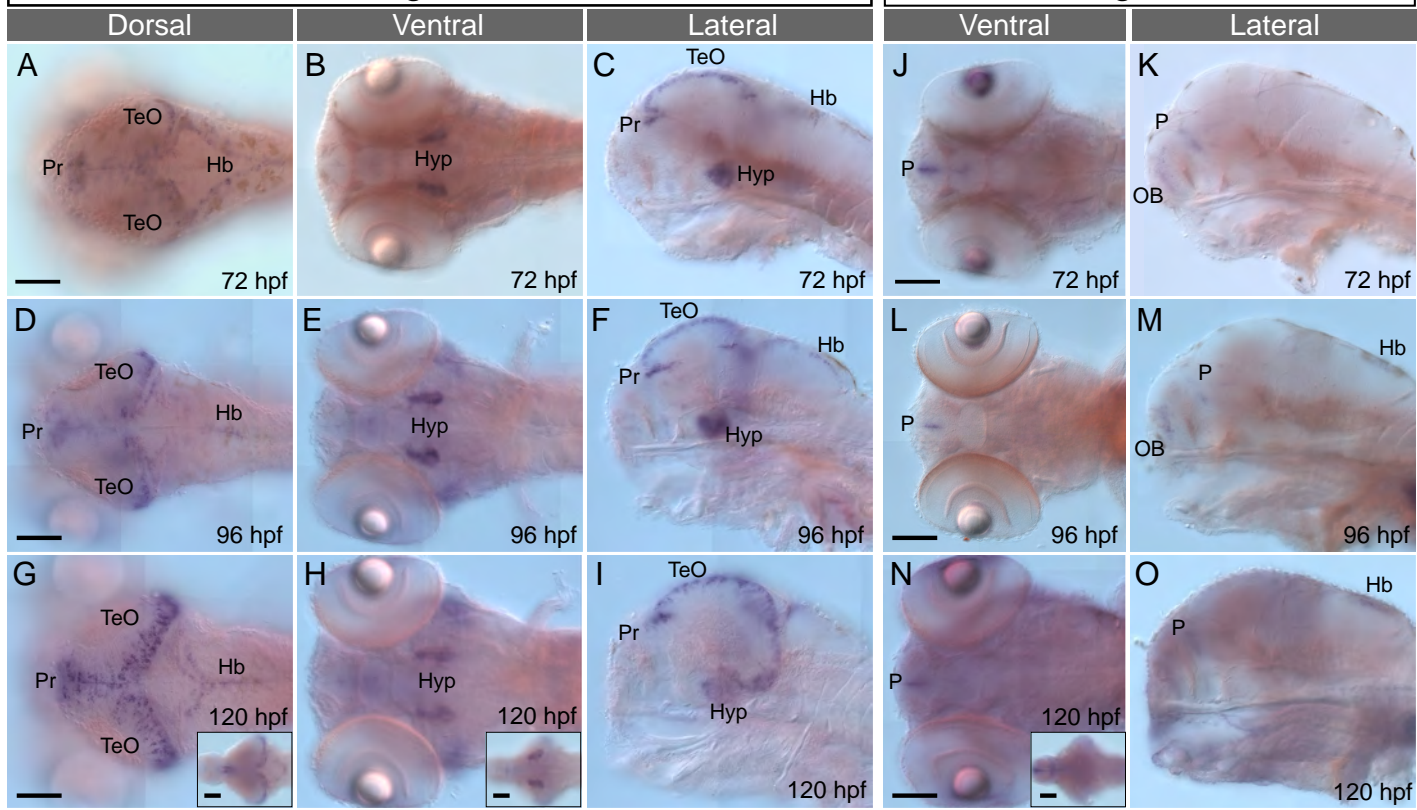 Dorsal
Ventral
Lateral
Ventral
Lateral
A
TeO
Pr
Hb
TeO
72 hpf
B
Hyp
72 hpf
C
TeO
Hb
Pr
Hyp
72 hpf
J
P
72 hpf
K
P
OB
72 hpf
D
TeO
Hb
Pr
TeO
96 hpf
E
Hyp
96 hpf
F
TeO
Hb
Pr
Hyp
96 hpf
L
P
96 hpf
M
Hb
P
OB
96 hpf
G
TeO
Hb
Pr
120 hpf
TeO
H
Hyp
120 hpf
I
TeO
Pr
Hyp
120 hpf
N
P
120 hpf
O
Hb
P
120 hpf